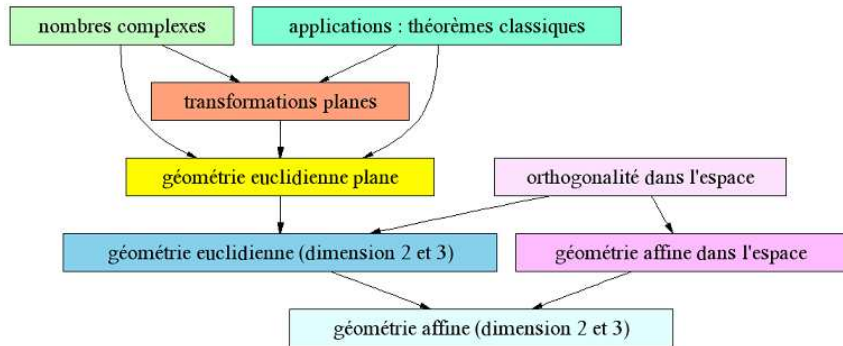 nombres complexes
applications : théorèmes classiques
transformations planes
géométrie euclidienne plane
orthogonalité dans l'espace
géométrie euclidienne (dimension 2 et 3)
géométrie affine dans l'espace
géométrie affine (dimension 2 et 3)